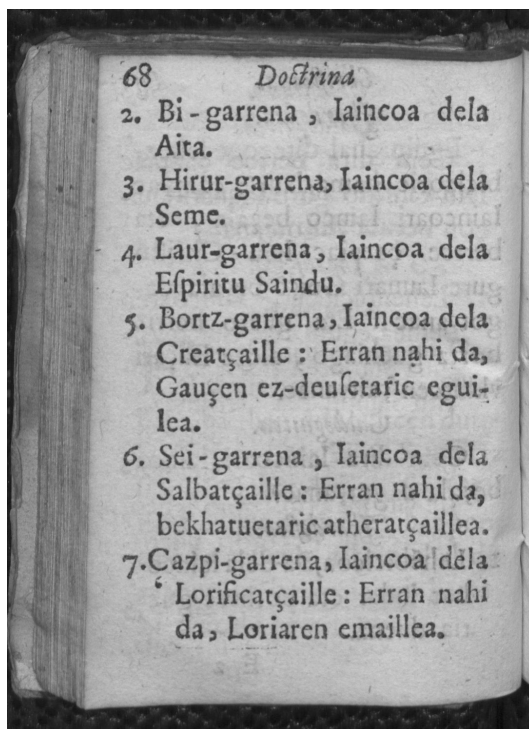 68 Doctrina
2. Bi-garrena, Iaincoa dela
Aita.
3. Hirur-garrena, Iaincoa dela
Seme.
4. Laur-garrena, Iaincoa dela
Eſpiritu Saindu.
5. Bortz-garrena, Iaincoa dela
Creatçaille : Erran nahi da,
Gauçen ez-deuſetaric egui-
lea.
6. Sei-garrena, Iaincoa dela
Salbatçaille : Erran nahi da,
bekhatuetaric atheratçaillea.
7. Cazpi-garrena, Iaincoa dela
Lorificatçaille : Erran nahi
da, Loriaren emaillea.